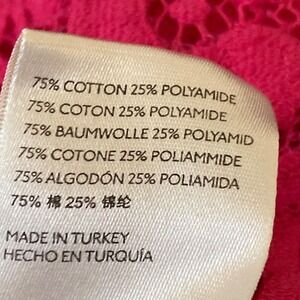 75% COTTON 25% POLYAMIDE
75% COTON 25% POLYAMIDE
75% BAUMWOLLE 25% POLYAMID
75% COTONE 25% POLIAMMIDE
75% ALGODÓN 25% POLIAMIDA
75% 棉 25% 锦纶
MADE IN TURKEY
HECHO EN TURQUÍA